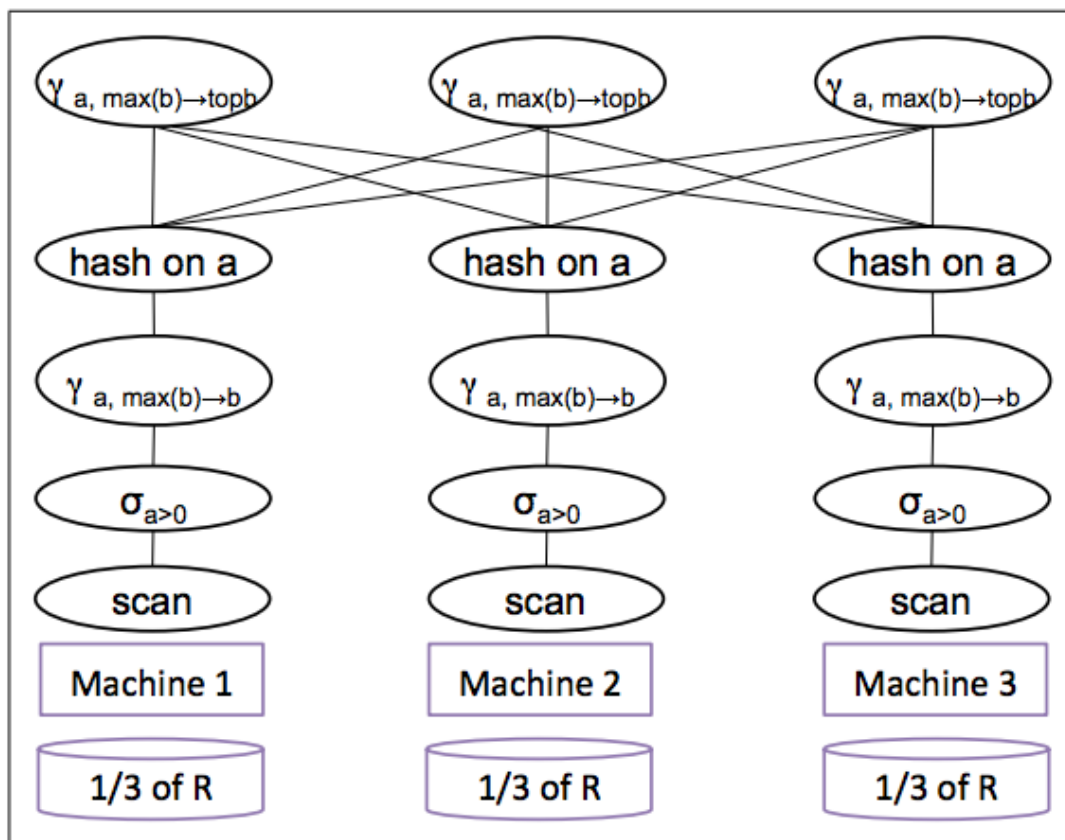 γ a, max(b)→topb γ a, max(b)→topb γ a, max(b)→topb
hash on a hash on a hash on a
γ a, max(b)→b γ a, max(b)→b γ a, max(b)→b
σa>0 σa>0 σa>0
scan scan scan
Machine 1 Machine 2 Machine 3
1/3 of R 1/3 of R 1/3 of R